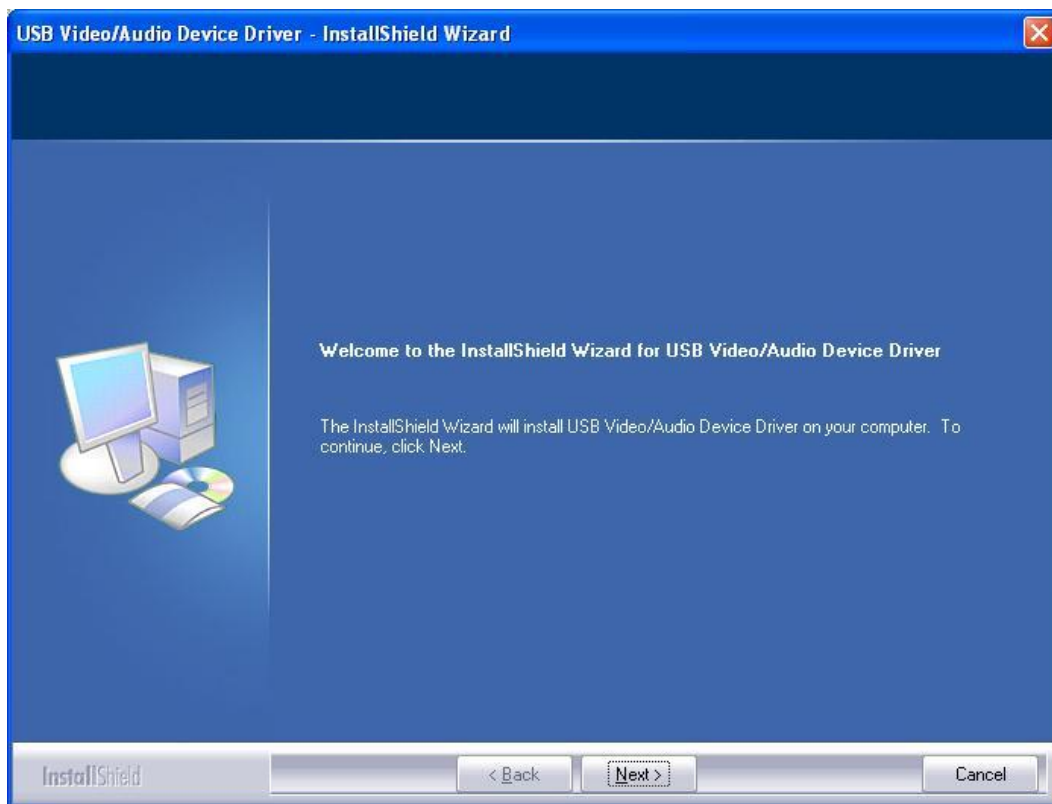 USB Video/Audio Device Driver - InstallShield Wizard
Welcome to the InstallShield Wizard for USB Video/Audio Device Driver
The InstallShield Wizard will install USB Video/Audio Device Driver on your computer. To
continue, click Next.
InstallShield
< Back
Next >
Cancel